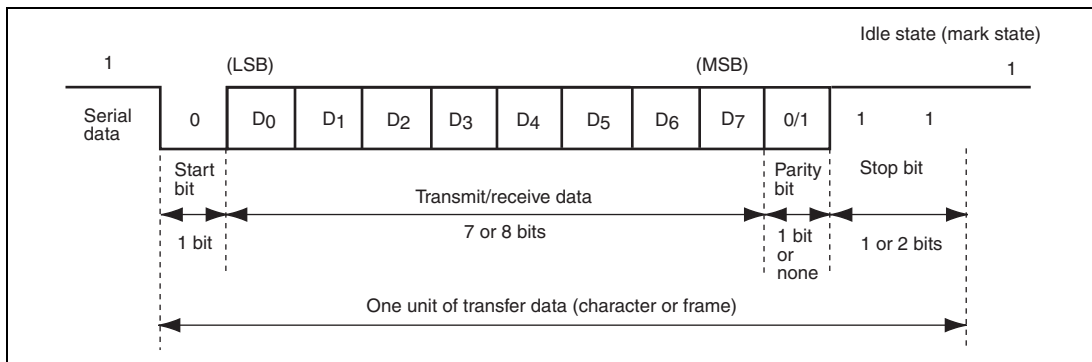 Idle state (mark state)
1 (LSB) (MSB) 1
Serial
data
0 D0 D1 D2 D3 D4 D5 D6 D7 0/1 1 1
Start
bit
Transmit/receive data
Parity
bit
Stop bit
1 bit
7 or 8 bits
1 bit
or
none
1 or 2 bits
One unit of transfer data (character or frame)